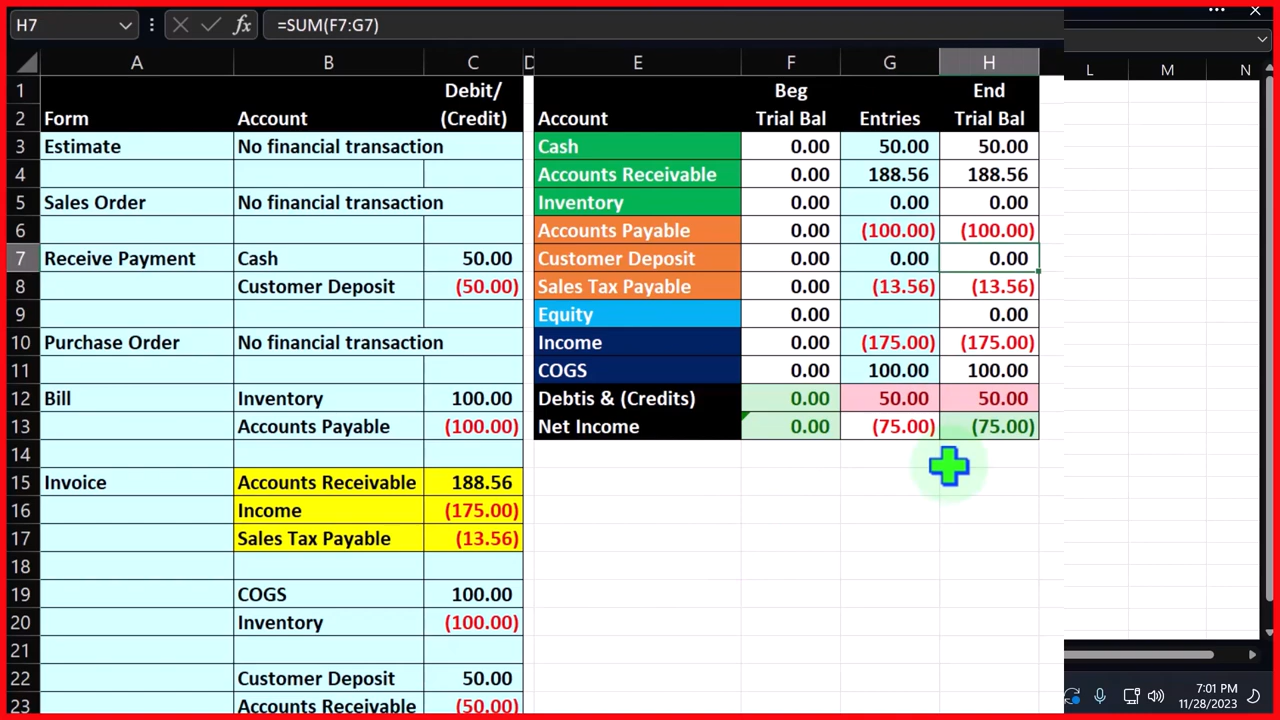 H7 fx =SUM(F7:G7)
A B C D E F G H L M N
1 Debit/ Beg End
2 Form Account (Credit) Account Trial Bal Entries Trial Bal
3 Estimate No financial transaction Cash 0.00 50.00 50.00
4 Accounts Receivable 0.00 188.56 188.56
5 Sales Order No financial transaction Inventory 0.00 0.00 0.00
6 Accounts Payable 0.00 (100.00) (100.00)
7 Receive Payment Cash 50.00 Customer Deposit 0.00 0.00 0.00
8 Customer Deposit (50.00) Sales Tax Payable 0.00 (13.56) (13.56)
9 Equity 0.00 0.00
10 Purchase Order No financial transaction Income 0.00 (175.00) (175.00)
11 COGS 0.00 100.00 100.00
12 Bill Inventory 100.00 Debtis & (Credits) 0.00 50.00 50.00
13 Accounts Payable (100.00) Net Income 0.00 (75.00) (75.00)
14
15 Invoice Accounts Receivable 188.56
16 Income (175.00)
17 Sales Tax Payable (13.56)
18
19 COGS 100.00
20 Inventory (100.00)
21
22 Customer Deposit 50.00
23 Accounts Receivable (50.00)
7:01 PM
11/28/2023